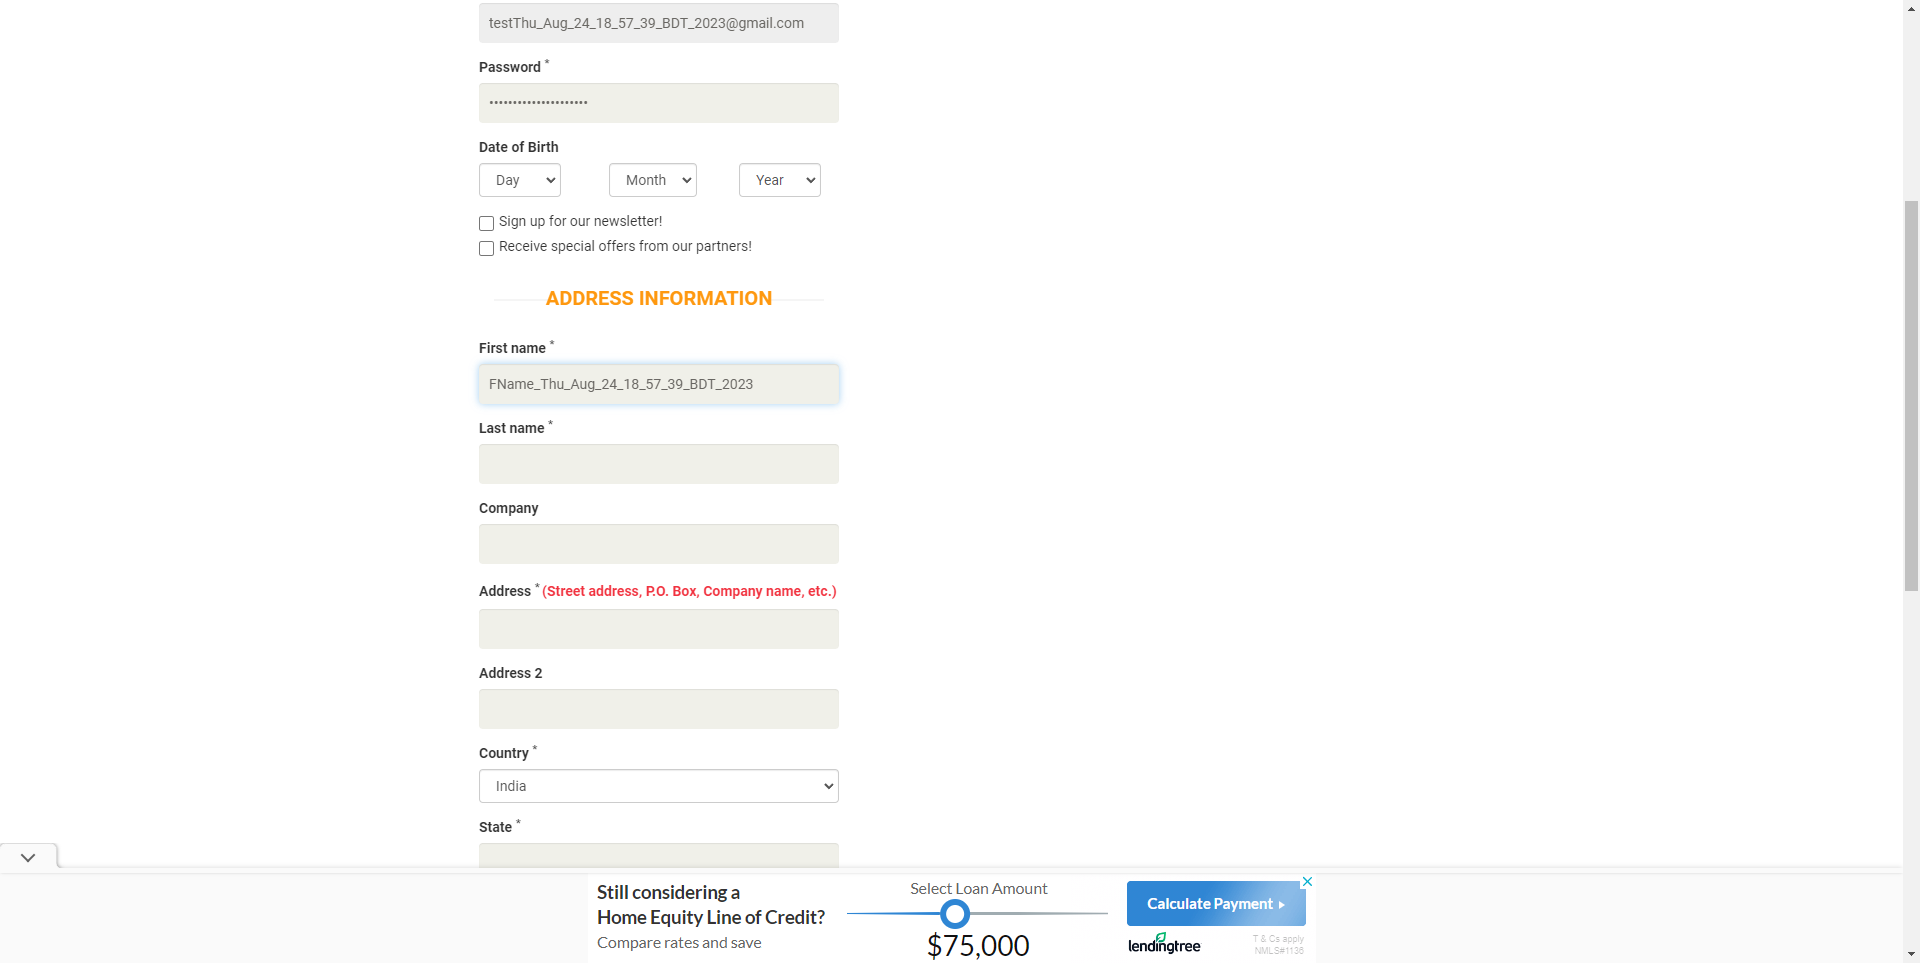 testThu_Aug_24_18_57_39_BDT_2023@gmail.com
Password *
•••••••••••••••••••••
Date of Birth
Day Month Year
Sign up for our newsletter!
Receive special offers from our partners!
ADDRESS INFORMATION
First name *
FName_Thu_Aug_24_18_57_39_BDT_2023
Last name *
Company
Address * (Street address, P.O. Box, Company name, etc.)
Address 2
Country *
India
State *
Still considering a
Home Equity Line of Credit?
Compare rates and save
Select Loan Amount
$75,000
Calculate Payment
lendingtree
T & Cs apply
NMLS#1136